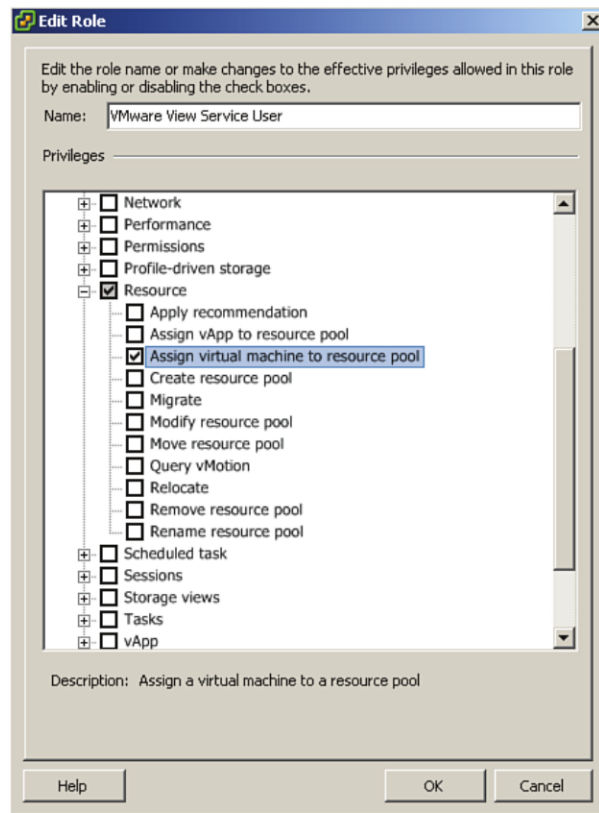 Edit Role
Edit the role name or make changes to the effective privileges allowed in this role
by enabling or disabling the check boxes.
Name: VMware View Service User
Privileges
Network
Performance
Permissions
Profile-driven storage
Resource
Apply recommendation
Assign vApp to resource pool
Assign virtual machine to resource pool
Create resource pool
Migrate
Modify resource pool
Move resource pool
Query vMotion
Relocate
Remove resource pool
Rename resource pool
Scheduled task
Sessions
Storage views
Tasks
vApp
Description: Assign a virtual machine to a resource pool
Help OK Cancel